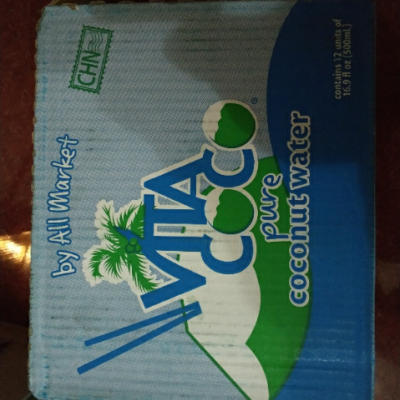 CHN
by All Market
VITA
COCO®
pure
coconut water
contains 12 units of
16.9 fl oz (500mL)